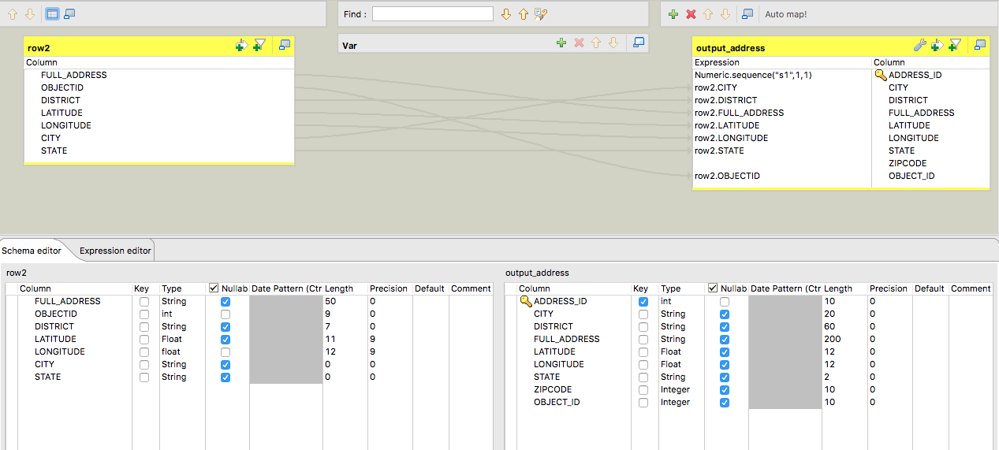 Find :
Auto map!
row2
Column
FULL_ADDRESS
OBJECTID
DISTRICT
LATITUDE
LONGITUDE
CITY
STATE
Var
output_address
Expression Column
Numeric.sequence("s1",1,1) ADDRESS_ID
row2.CITY CITY
row2.DISTRICT DISTRICT
row2.FULL_ADDRESS FULL_ADDRESS
row2.LATITUDE LATITUDE
row2.LONGITUDE LONGITUDE
row2.STATE STATE
ZIPCODE
row2.OBJECTID OBJECT_ID
Schema editor Expression editor
row2
Column Key Type Nullab Date Pattern (Ctr Length Precision Default Comment
FULL_ADDRESS String 50 0
OBJECTID int 9 0
DISTRICT String 7 0
LATITUDE Float 11 9
LONGITUDE float 12 9
CITY String 0 0
STATE String 0 0
output_address
Column Key Type Nullab Date Pattern (Ctr Length Precision Default Comment
ADDRESS_ID int 10 0
CITY String 20 0
DISTRICT String 60 0
FULL_ADDRESS String 200 0
LATITUDE Float 12 0
LONGITUDE Float 12 0
STATE String 2 0
ZIPCODE Integer 10 0
OBJECT_ID Integer 10 0